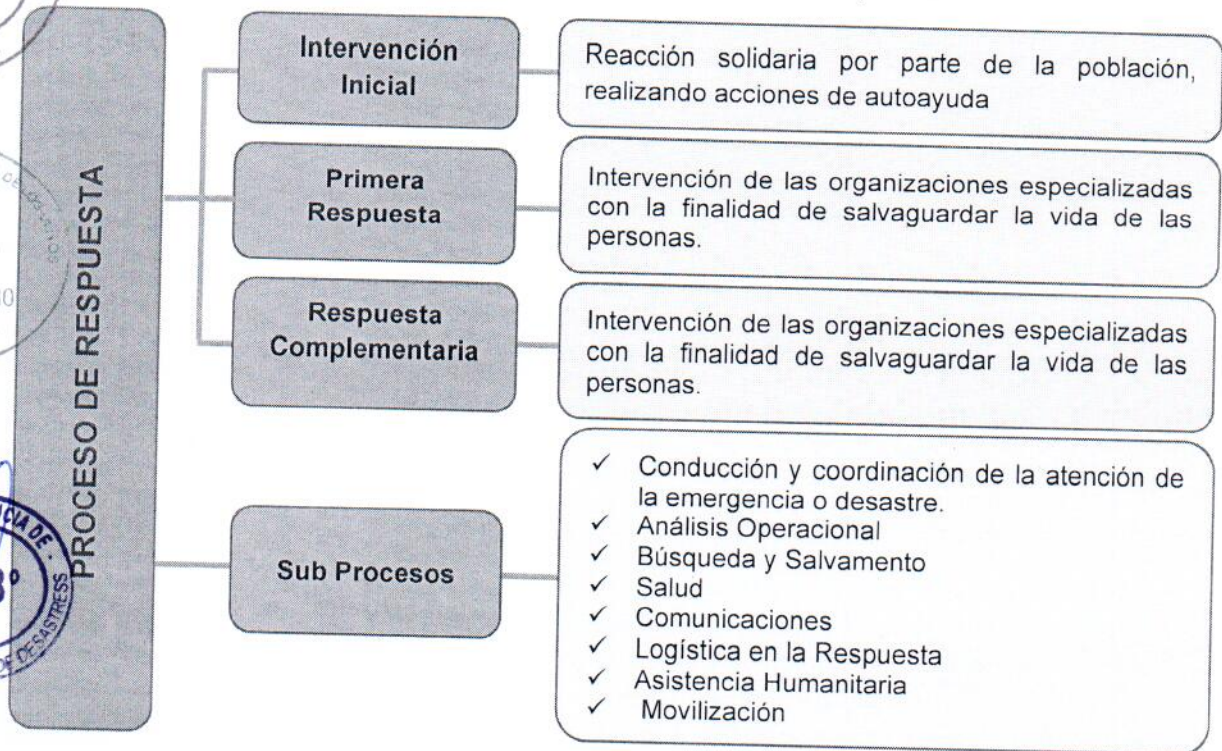 PROCESO DE RESPUESTA
Intervención
Inicial
Reacción solidaria por parte de la población,
realizando acciones de autoayuda
Primera
Respuesta
Intervención de las organizaciones especializadas
con la finalidad de salvaguardar la vida de las
personas.
Respuesta
Complementaria
Intervención de las organizaciones especializadas
con la finalidad de salvaguardar la vida de las
personas.
Sub Procesos
✓ Conducción y coordinación de la atención de
la emergencia o desastre.
✓ Análisis Operacional
✓ Búsqueda y Salvamento
✓ Salud
✓ Comunicaciones
✓ Logística en la Respuesta
✓ Asistencia Humanitaria
✓ Movilización
DE DESASTRESS